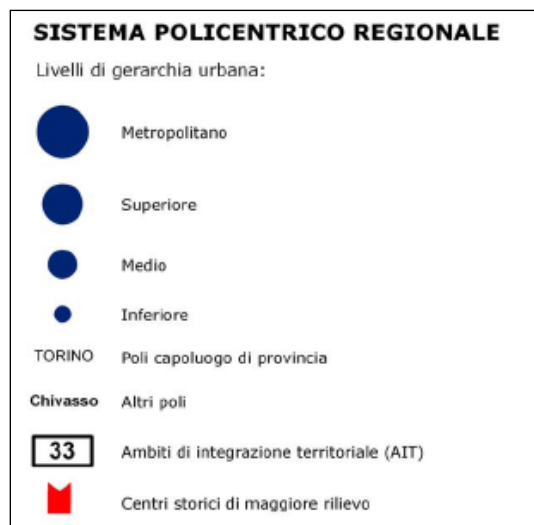 SISTEMA POLICENTRICO REGIONALE
Livelli di gerarchia urbana:
Metropolitano
Superiore
Medio
Inferiore
TORINO Poli capoluogo di provincia
Chivasso Altri poli
33 Ambiti di integrazione territoriale (AIT)
Centri storici di maggiore rilievo